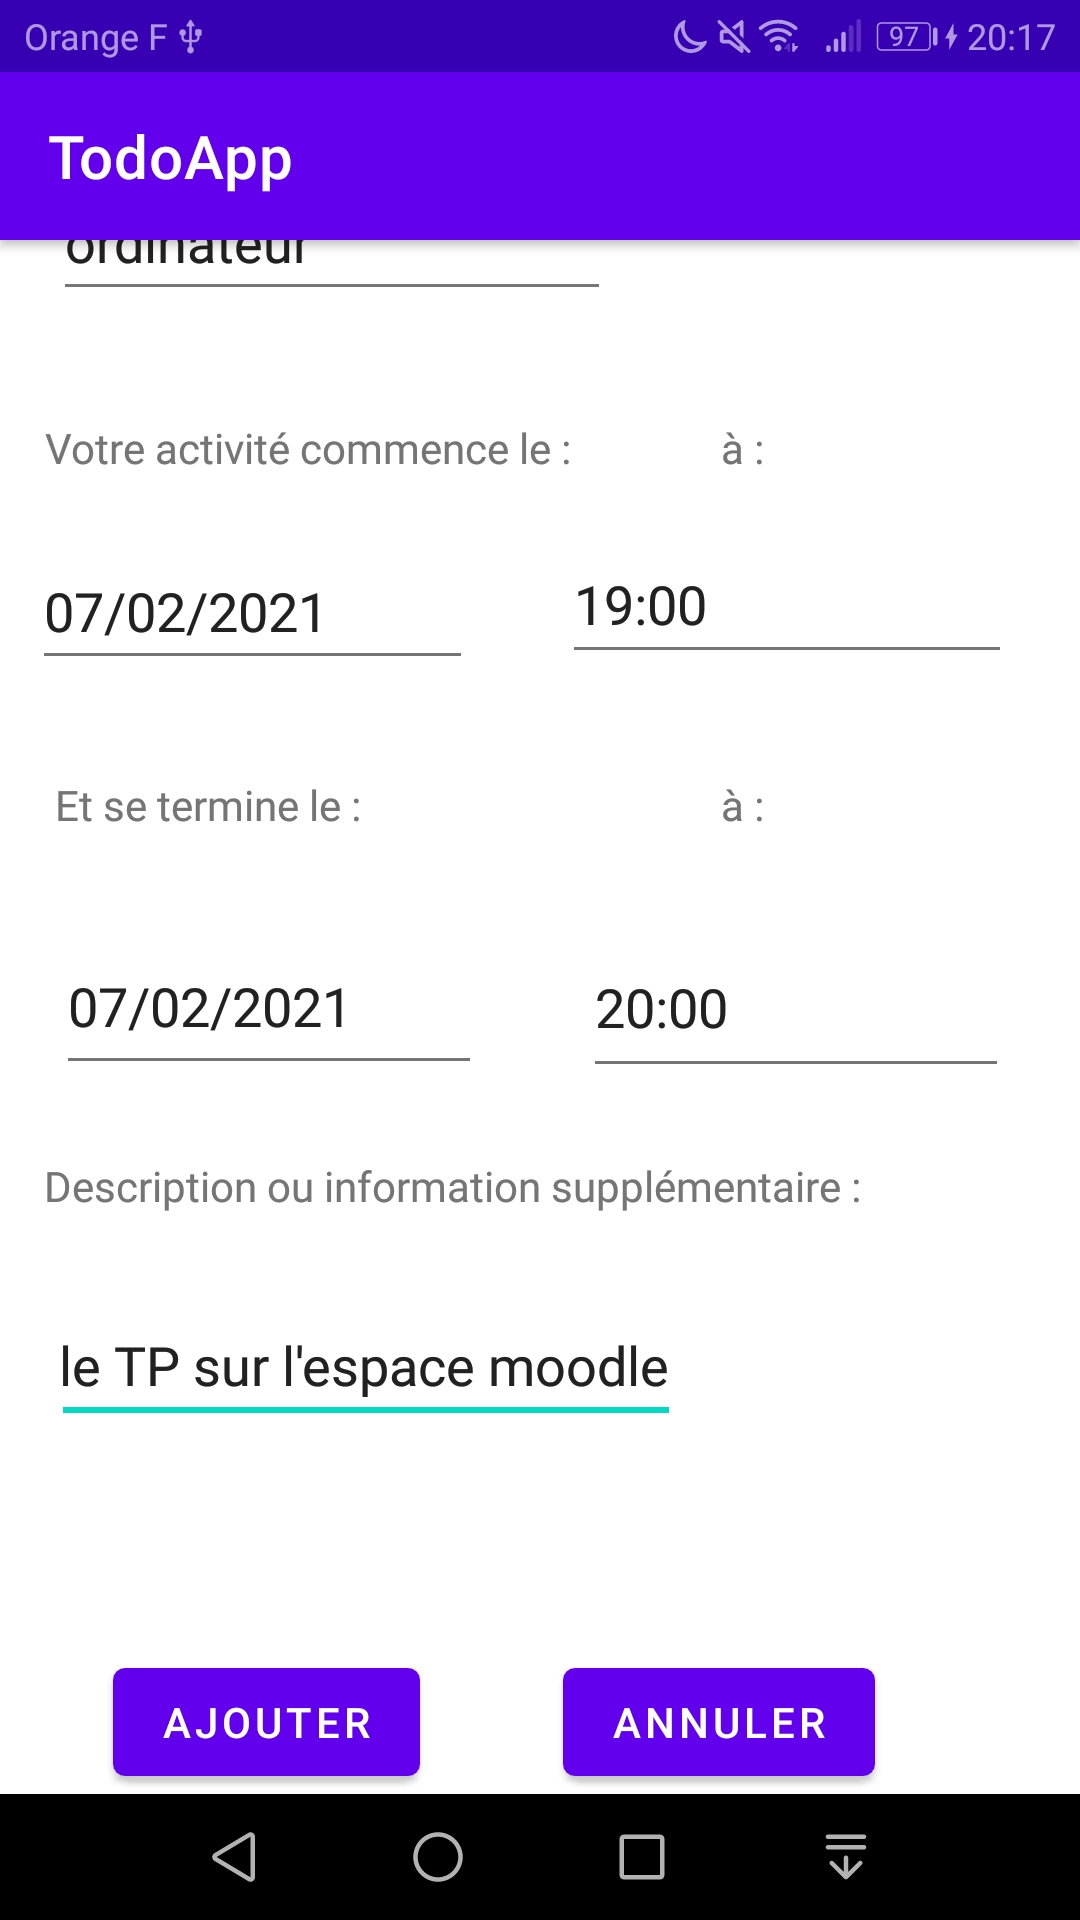 Orange F 97 20:17
TodoApp
ordinateur
Votre activité commence le : à :
07/02/2021 19:00
Et se termine le : à :
07/02/2021 20:00
Description ou information supplémentaire :
le TP sur l'espace moodle
AJOUTER ANNULER